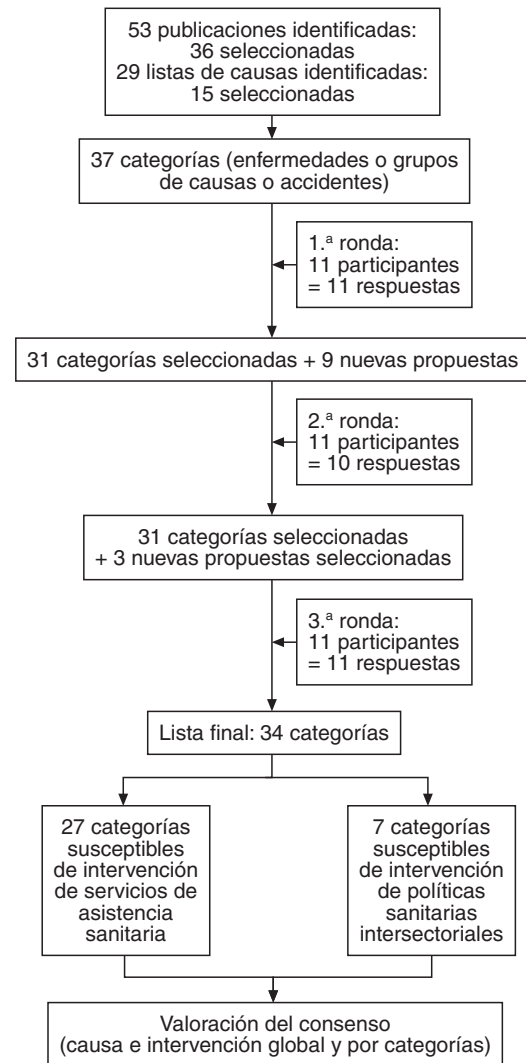 53 publicaciones identificadas:
36 seleccionadas
29 listas de causas identificadas:
15 seleccionadas
37 categorías (enfermedades o grupos
de causas o accidentes)
1.ª ronda:
11 participantes
= 11 respuestas
31 categorías seleccionadas + 9 nuevas propuestas
2.ª ronda:
11 participantes
= 10 respuestas
31 categorías seleccionadas
+ 3 nuevas propuestas seleccionadas
3.ª ronda:
11 participantes
= 11 respuestas
Lista final: 34 categorías
27 categorías
susceptibles
de intervención
de servicios de
asistencia
sanitaria
7 categorías
susceptibles
de intervención
de políticas
sanitarias
intersectoriales
Valoración del consenso
(causa e intervención global y por categorías)